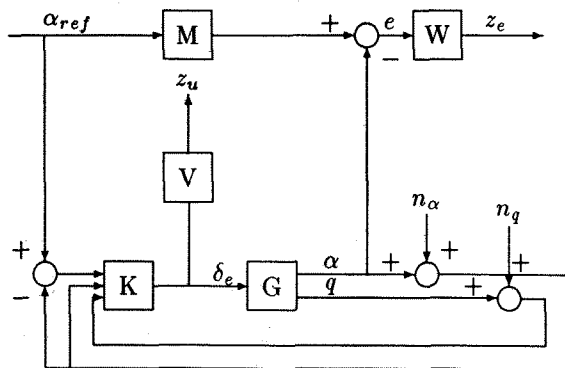 α_ref
M
+
e
W
z_e
−
z_u
V
n_α
n_q
+
−
K
δ_e
G
α
q
+
+
+
+